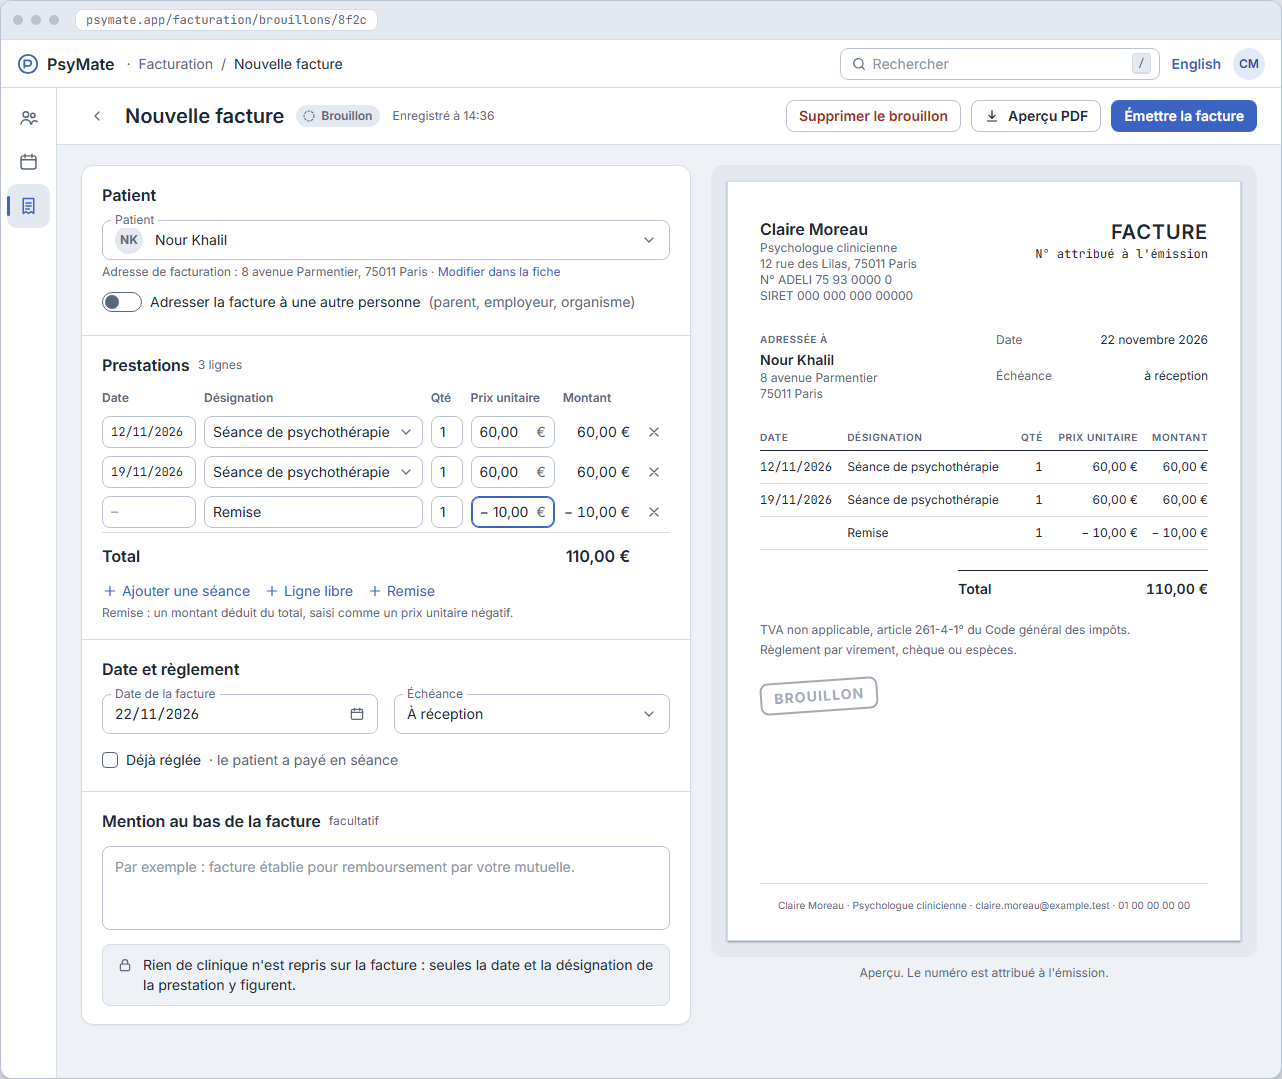 psymate.app/facturation/brouillons/8f2c
PsyMate · Facturation / Nouvelle facture
Rechercher /
English
CM
Nouvelle facture
Brouillon
Enregistré à 14:36
Supprimer le brouillon
Aperçu PDF
Émettre la facture
Patient
Patient
NK Nour Khalil
Adresse de facturation : 8 avenue Parmentier, 75011 Paris · Modifier dans la fiche
Adresser la facture à une autre personne (parent, employeur, organisme)
Prestations 3 lignes
Date Désignation Qté Prix unitaire Montant
12/11/2026 Séance de psychothérapie 1 60,00 € 60,00 €
19/11/2026 Séance de psychothérapie 1 60,00 € 60,00 €
– Remise 1 − 10,00 € − 10,00 €
Total 110,00 €
+ Ajouter une séance + Ligne libre + Remise
Remise : un montant déduit du total, saisi comme un prix unitaire négatif.
Date et règlement
Date de la facture
22/11/2026
Échéance
À réception
Déjà réglée · le patient a payé en séance
Mention au bas de la facture facultatif
Par exemple : facture établie pour remboursement par votre mutuelle.
Rien de clinique n'est repris sur la facture : seules la date et la désignation de
la prestation y figurent.
Claire Moreau
Psychologue clinicienne
12 rue des Lilas, 75011 Paris
N° ADELI 75 93 0000 0
SIRET 000 000 000 00000
FACTURE
N° attribué à l'émission
ADRESSÉE À
Nour Khalil
8 avenue Parmentier
75011 Paris
Date 22 novembre 2026
Échéance à réception
DATE DÉSIGNATION QTÉ PRIX UNITAIRE MONTANT
12/11/2026 Séance de psychothérapie 1 60,00 € 60,00 €
19/11/2026 Séance de psychothérapie 1 60,00 € 60,00 €
Remise 1 − 10,00 € − 10,00 €
Total 110,00 €
TVA non applicable, article 261-4-1° du Code général des impôts.
Règlement par virement, chèque ou espèces.
BROUILLON
Claire Moreau · Psychologue clinicienne · claire.moreau@example.test · 01 00 00 00 00
Aperçu. Le numéro est attribué à l'émission.